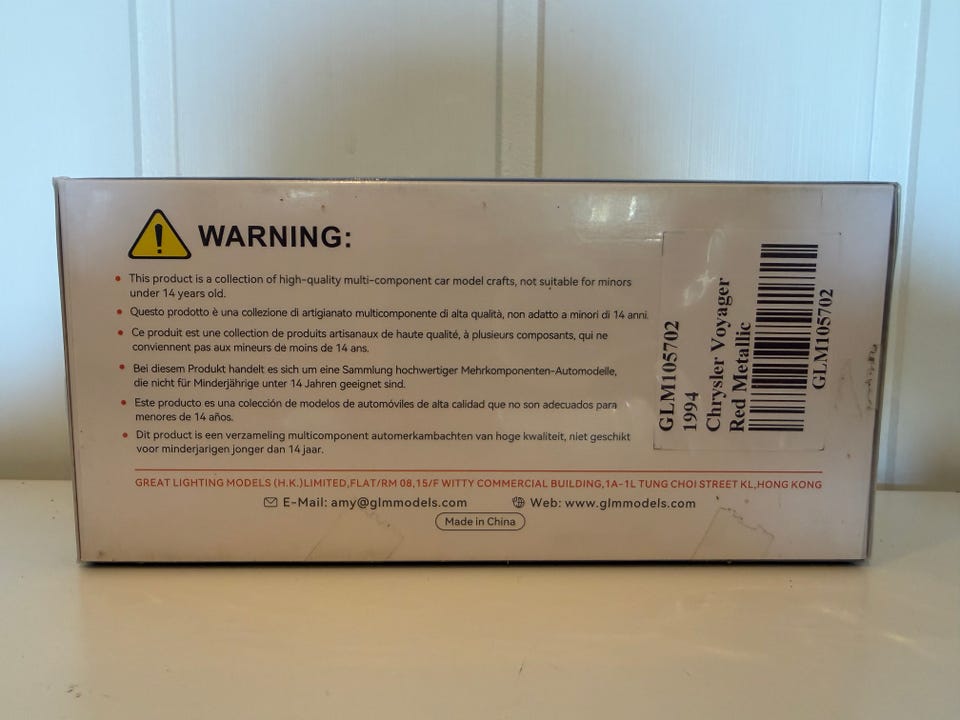 WARNING:
This product is a collection of high-quality multi-component car model crafts, not suitable for minors
under 14 years old.
Questo prodotto è una collezione di artigianato multicomponente di alta qualità, non adatto a minori di 14 anni.
Ce produit est une collection de produits artisanaux de haute qualité, à plusieurs composants, qui ne
conviennent pas aux mineurs de moins de 14 ans.
Bei diesem Produkt handelt es sich um eine Sammlung hochwertiger Mehrkomponenten-Automodelle,
die nicht für Minderjährige unter 14 Jahren geeignet sind.
Este producto es una colección de modelos de automóviles de alta calidad que no son adecuados para
menores de 14 años.
Dit product is een verzameling multicomponent automerkambachten van hoge kwaliteit, niet geschikt
voor minderjarigen jonger dan 14 jaar.
GREAT LIGHTING MODELS (H.K.)LIMITED,FLAT/RM 08,15/F WITTY COMMERCIAL BUILDING,1A-1L TUNG CHOI STREET KL,HONG KONG
E-Mail: amy@glmmodels.com
Web: www.glmmodels.com
Made in China
GLM105702
1994
Chrysler Voyager
Red Metallic
GLM105702